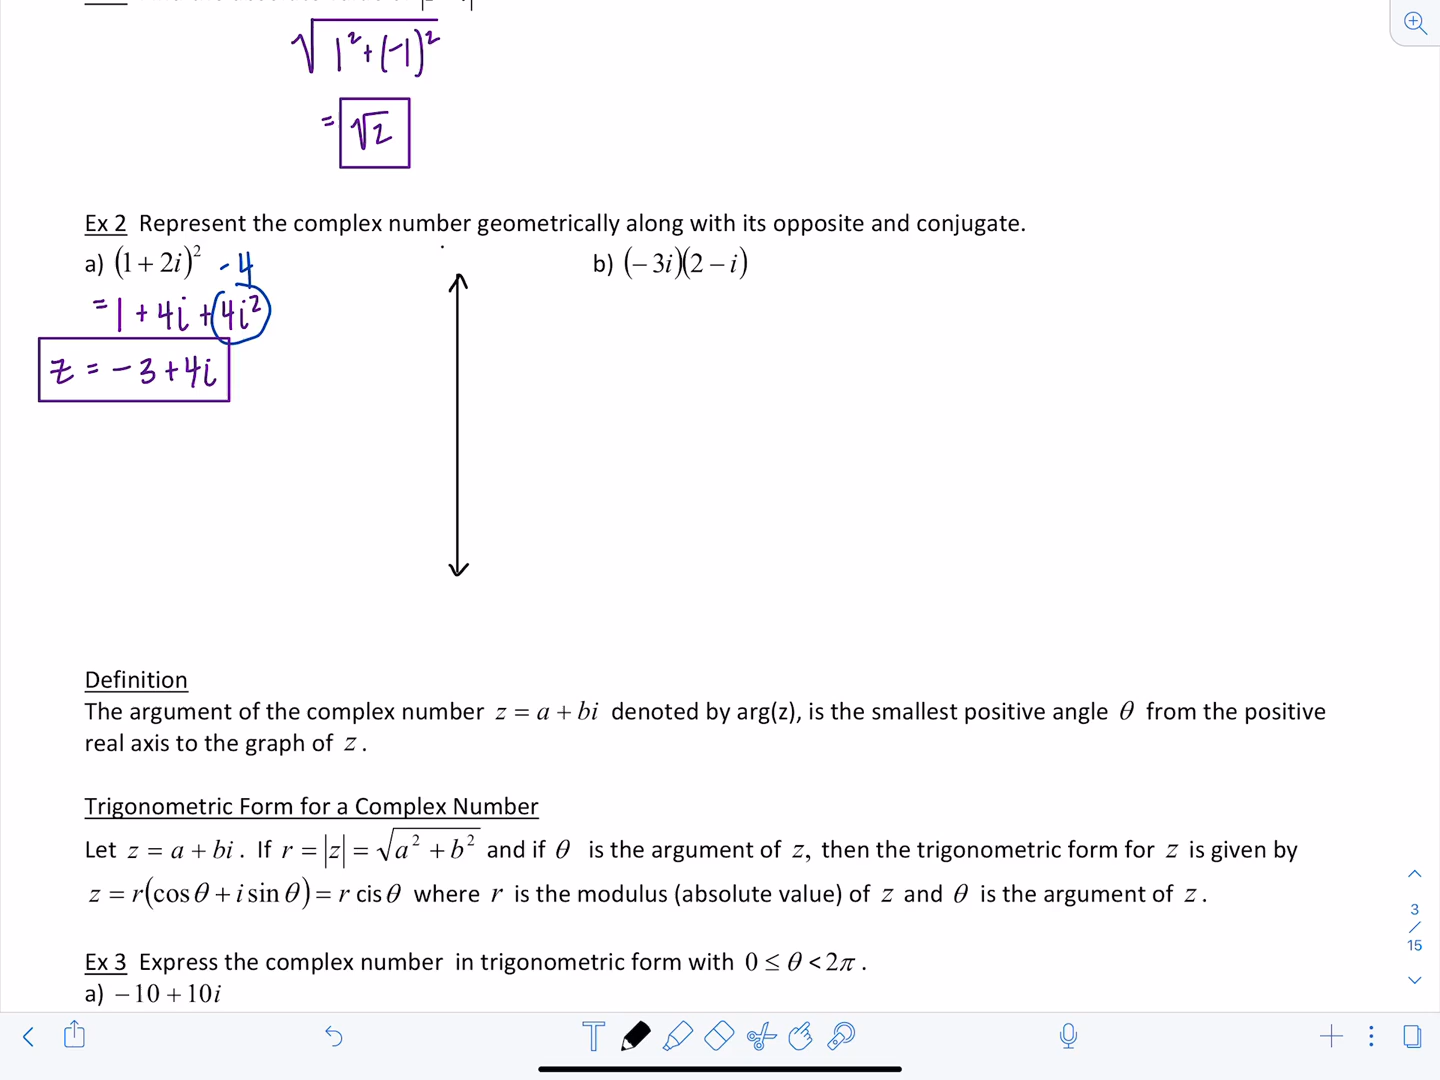 √(1² + (-1)²)
= √2
Ex 2 Represent the complex number geometrically along with its opposite and conjugate.
a) (1 + 2i)² - 4
b) (- 3i)(2 - i)
= 1 + 4i + 4i²
z = -3 + 4i
Definition
The argument of the complex number z = a + bi denoted by arg(z), is the smallest positive angle θ from the positive
real axis to the graph of z.
Trigonometric Form for a Complex Number
Let z = a + bi. If r = |z| = √(a² + b²) and if θ is the argument of z, then the trigonometric form for z is given by
z = r(cos θ + i sin θ) = r cis θ where r is the modulus (absolute value) of z and θ is the argument of z.
Ex 3 Express the complex number in trigonometric form with 0 ≤ θ < 2π.
a) -10 + 10i
3
/
15
T